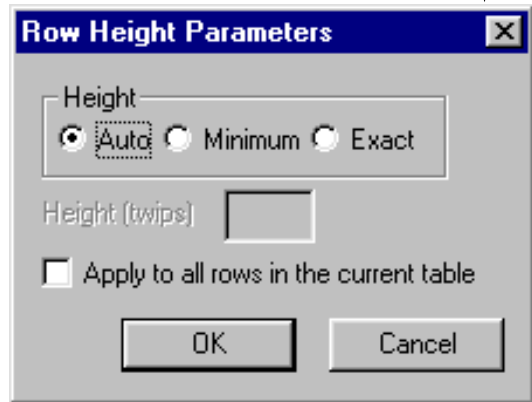 Row Height Parameters
Height
Auto Minimum Exact
Height (twips)
Apply to all rows in the current table
OK Cancel